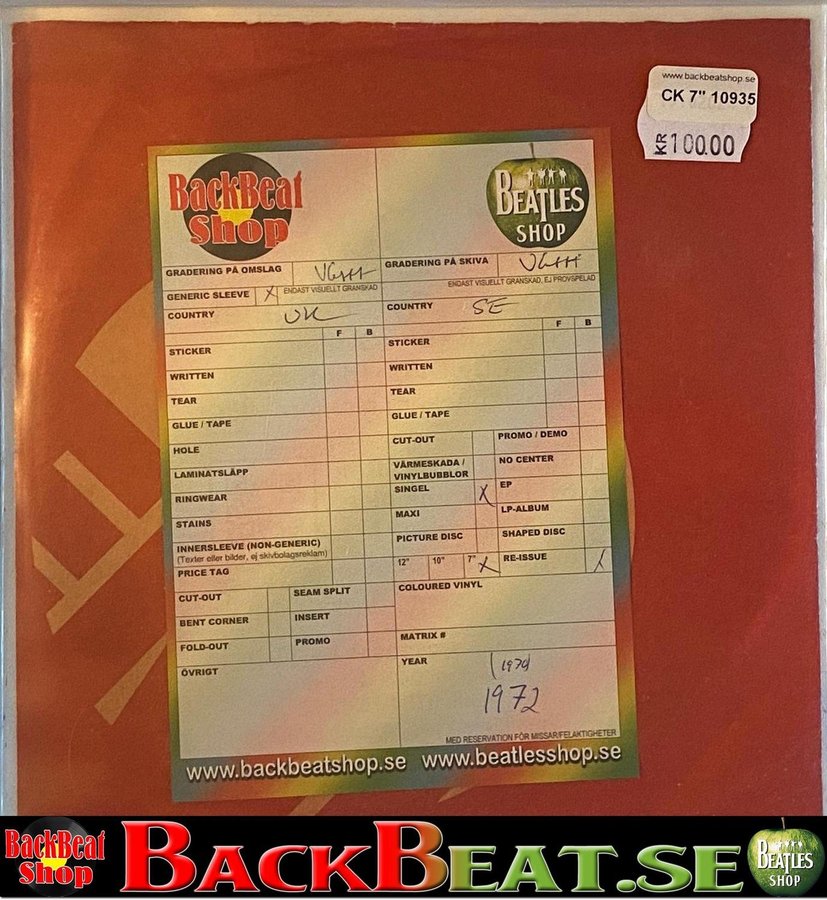 www.backbeatshop.se
CK 7" 10935
KR 100.00
BackBeat
Shop
BEATLES
SHOP
GRADERING PÅ OMSLAG
ENDAST VISUELLT GRANSKAD
GENERIC SLEEVE X
COUNTRY UK
F B
STICKER
WRITTEN
TEAR
GLUE / TAPE
HOLE
LAMINATSLÄPP
RINGWEAR
STAINS
INNERSLEEVE (NON-GENERIC)
(Texter eller bilder, ej skivbolagsreklam)
PRICE TAG
CUT-OUT SEAM SPLIT
BENT CORNER INSERT
FOLD-OUT PROMO
ÖVRIGT
GRADERING PÅ SKIVA
ENDAST VISUELLT GRANSKAD, EJ PROVSPELAD
COUNTRY SE
F B
STICKER
WRITTEN
TEAR
GLUE / TAPE
CUT-OUT PROMO / DEMO
VÄRMESKADA / NO CENTER
VINYLBUBBLOR
SINGEL X EP
MAXI LP-ALBUM
PICTURE DISC SHAPED DISC
12" 10" 7" X RE-ISSUE
COLOURED VINYL
MATRIX #
YEAR (1970)
1972
MED RESERVATION FÖR MISSAR/FELAKTIGHETER
www.backbeatshop.se www.beatlesshop.se
BackBeat
Shop
BACKBEAT.SE
BEATLES
SHOP